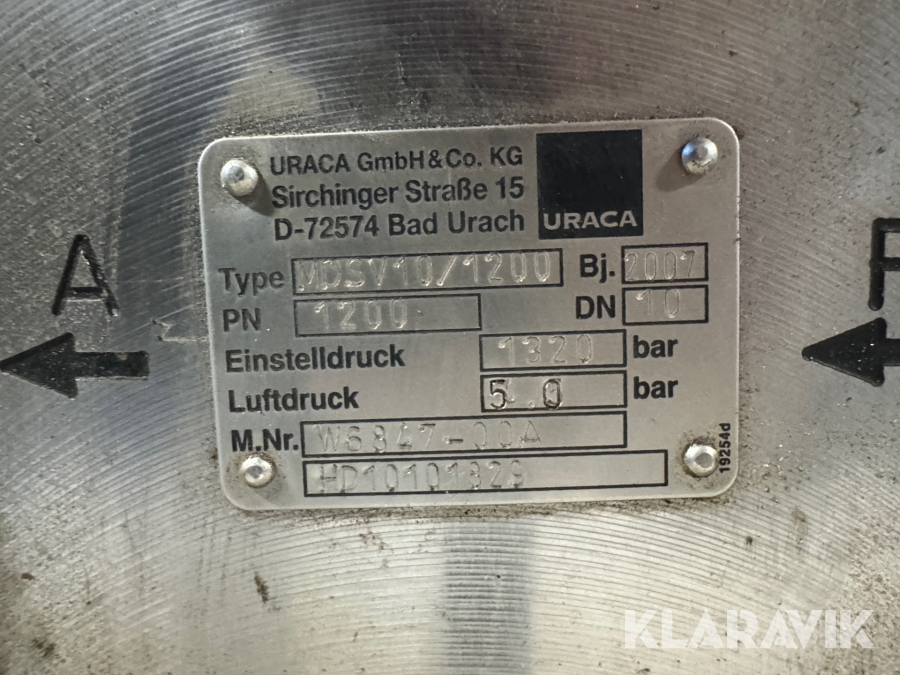 URACA GmbH & Co. KG
Sirchinger Straße 15
D-72574 Bad Urach
URACA
Type MDSV10/1200 Bj. 2007
PN 1200 DN 10
Einstelldruck 1320 bar
Luftdruck 5.0 bar
M.Nr. W6847-00A
HD10101328
19254d
A
KLARAVIK